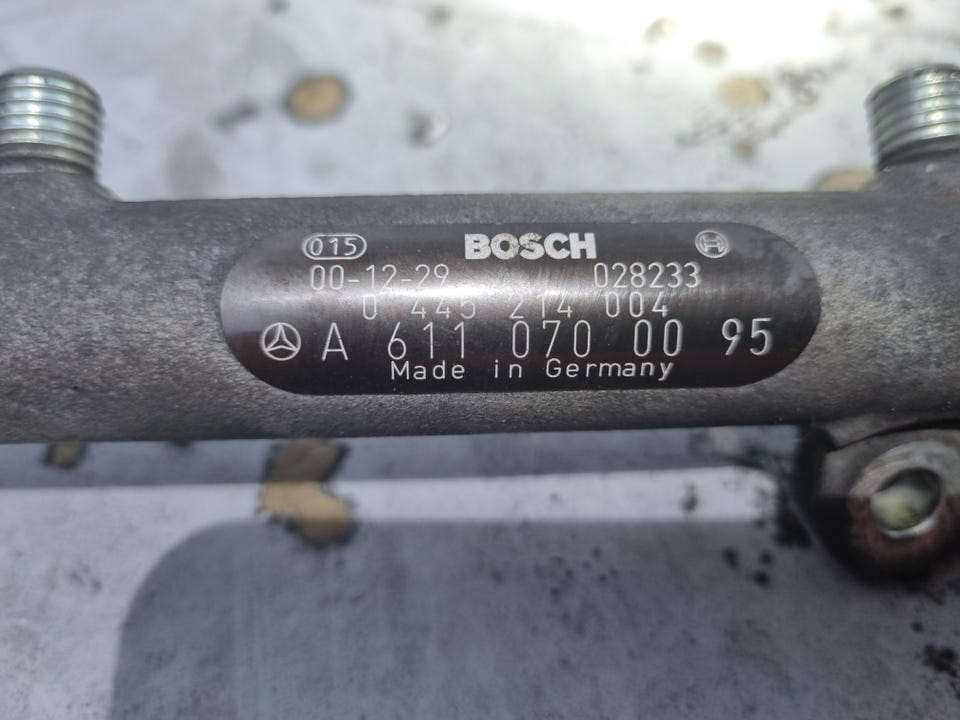 015 BOSCH
00-12-29 028233
0 445 214 004
A 611 070 00 95
Made in Germany